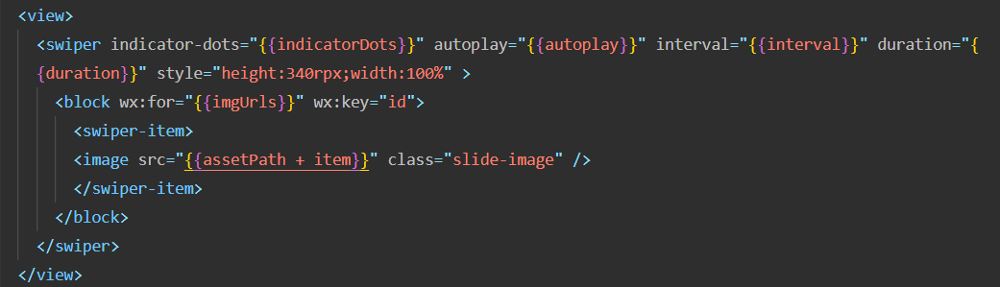 <view>
<swiper indicator-dots="{{indicatorDots}}" autoplay="{{autoplay}}" interval="{{interval}}" duration="{
{duration}}" style="height:340rpx;width:100%" >
<block wx:for="{{imgUrls}}" wx:key="id">
<swiper-item>
<image src="{{assetPath + item}}" class="slide-image" />
</swiper-item>
</block>
</swiper>
</view>